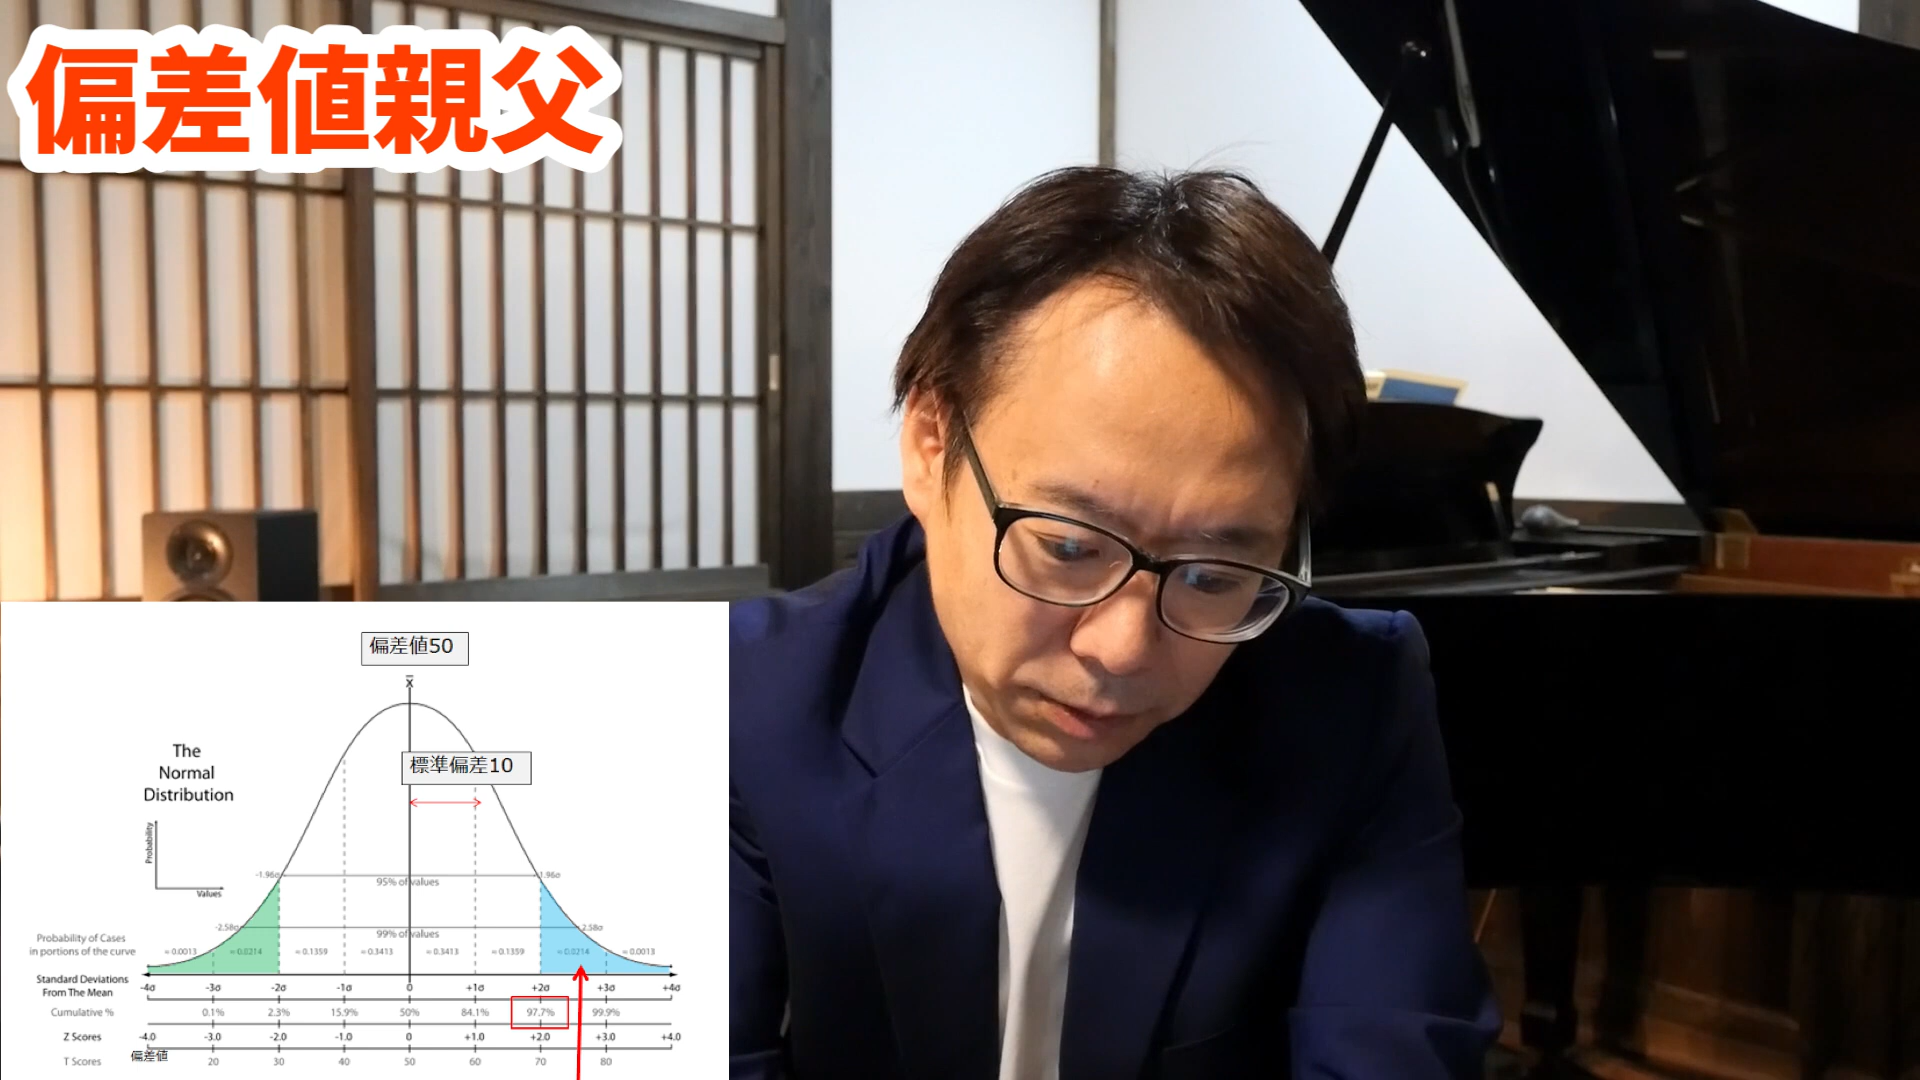 偏差値親父
偏差値50
x̄
The
Normal
Distribution
標準偏差10
Probability
Values
-1.96σ
95% of values
1.96σ
-2.58σ
99% of values
2.58σ
Probability of Cases
in portions of the curve
≈ 0.0013 ≈ 0.0214 ≈ 0.1359 ≈ 0.3413 ≈ 0.3413 ≈ 0.1359 ≈ 0.0214 ≈ 0.0013
Standard Deviations
From The Mean
-4σ -3σ -2σ -1σ 0 +1σ +2σ +3σ +4σ
Cumulative % 0.1% 2.3% 15.9% 50% 84.1% 97.7% 99.9%
Z Scores -4.0 -3.0 -2.0 -1.0 0 +1.0 +2.0 +3.0 +4.0
偏差値
T Scores 20 30 40 50 60 70 80